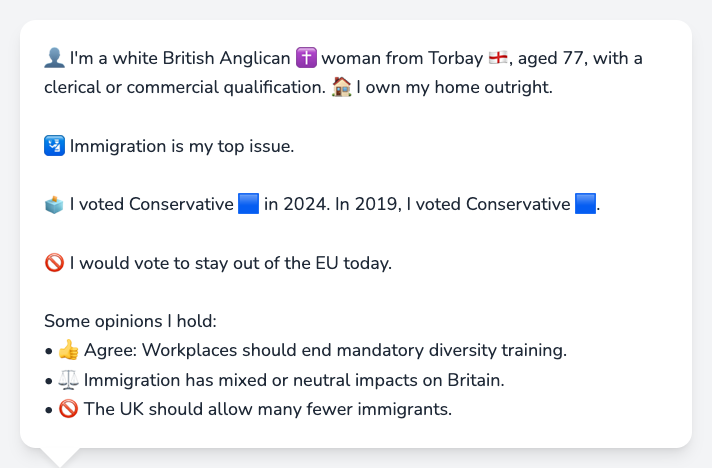 👤 I'm a white British Anglican ✝️ woman from Torbay 🏴󠁧󠁢󠁥󠁮󠁧󠁿, aged 77, with a
clerical or commercial qualification. 🏠 I own my home outright.
🛂 Immigration is my top issue.
🗳️ I voted Conservative 🟦 in 2024. In 2019, I voted Conservative 🟦.
🚫 I would vote to stay out of the EU today.
Some opinions I hold:
• 👍 Agree: Workplaces should end mandatory diversity training.
• ⚖️ Immigration has mixed or neutral impacts on Britain.
• 🚫 The UK should allow many fewer immigrants.